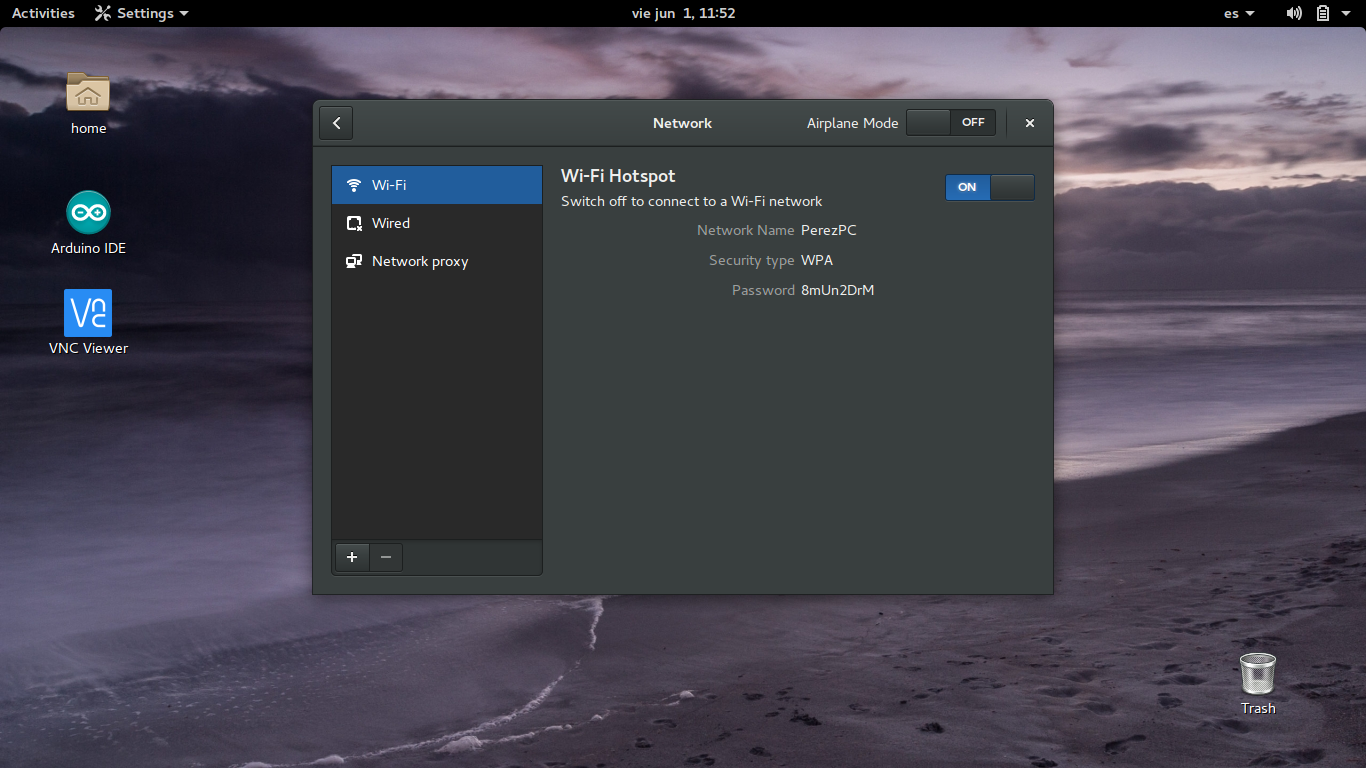 Activities Settings vie jun 1, 11:52 es
home
Arduino IDE
VNC Viewer
Network Airplane Mode OFF
Wi-Fi
Wired
Network proxy
Wi-Fi Hotspot
ON
Switch off to connect to a Wi-Fi network
Network Name PerezPC
Security type WPA
Password 8mUn2DrM
Trash